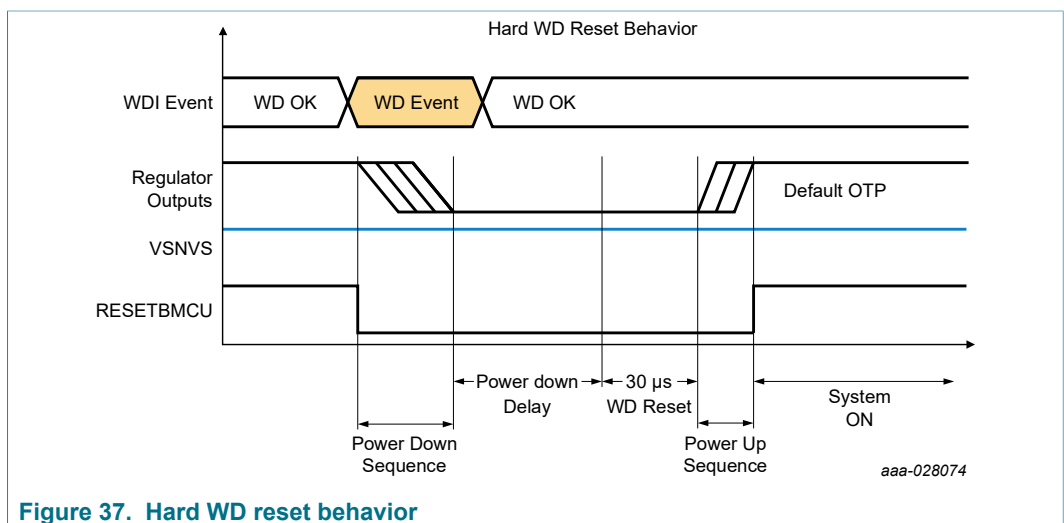 Hard WD Reset Behavior
WDI Event
WD OK
WD Event
WD OK
Regulator
Outputs
Default OTP
VSNVS
RESETBMCU
Power down
Delay
30 µs
WD Reset
System
ON
Power Down
Sequence
Power Up
Sequence
aaa-028074
Figure 37. Hard WD reset behavior